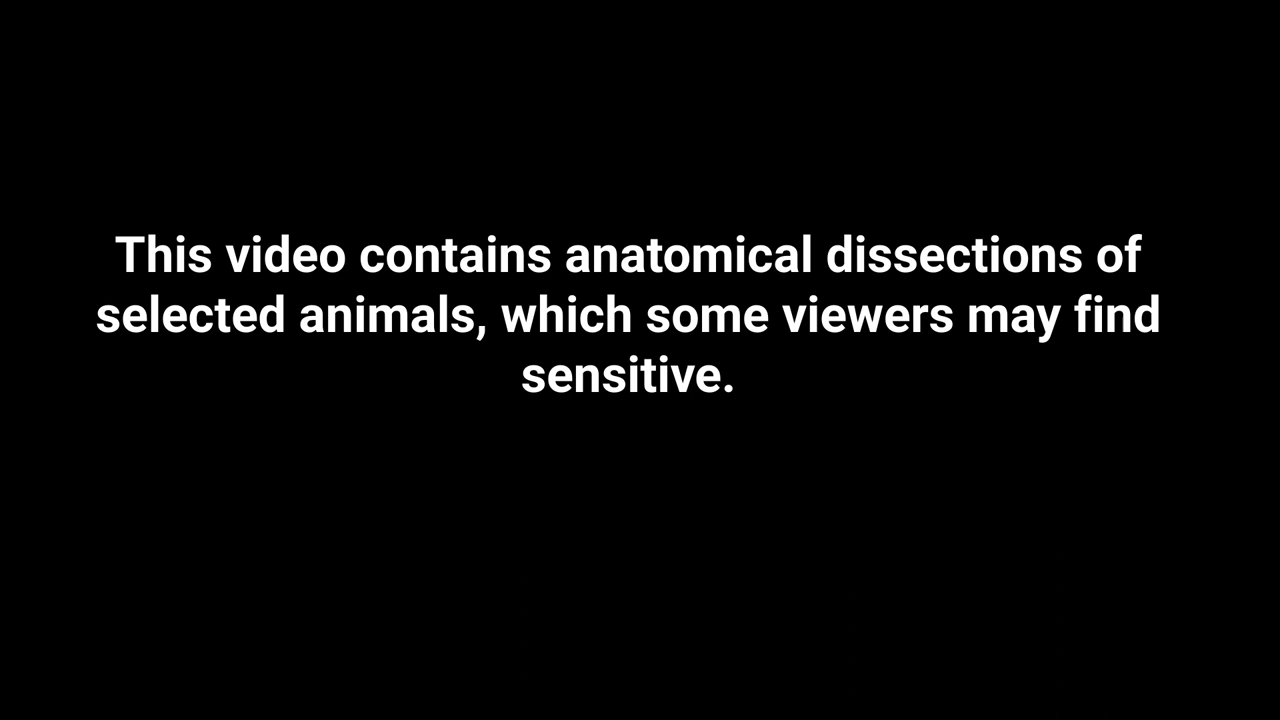 This video contains anatomical dissections of
selected animals, which some viewers may find
sensitive.